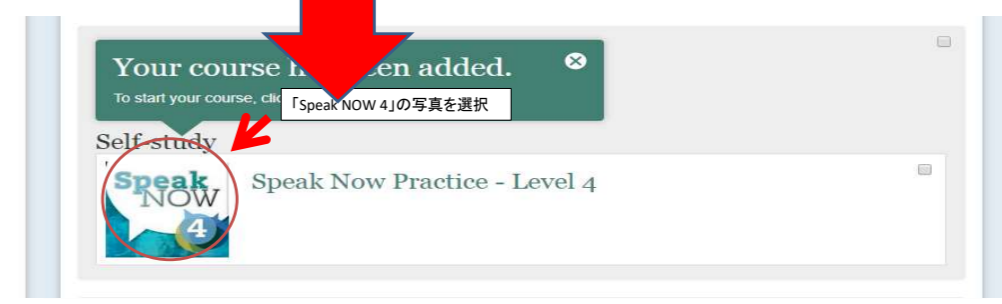 Your course h een added.
To start your course, clic
「Speak NOW 4」の写真を選択
Self-study
Speak
NOW
4
Speak Now Practice - Level 4